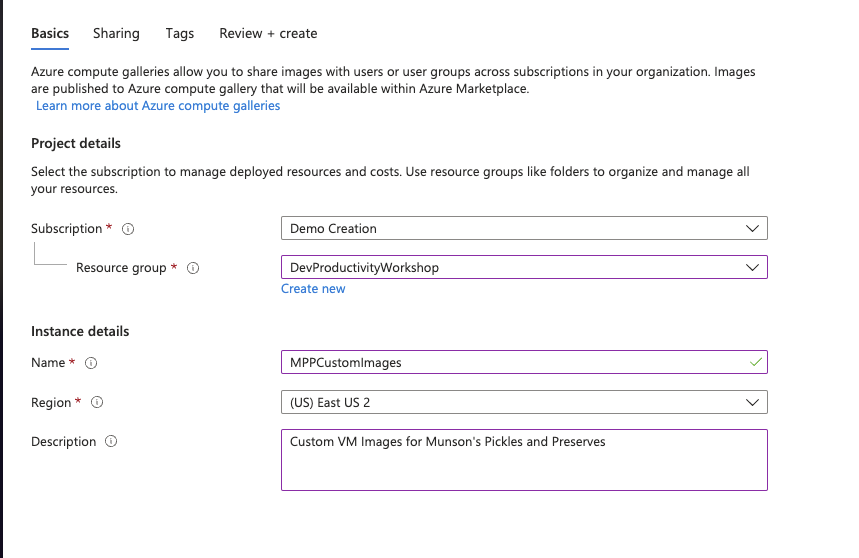 Basics Sharing Tags Review + create
Azure compute galleries allow you to share images with users or user groups across subscriptions in your organization. Images
are published to Azure compute gallery that will be available within Azure Marketplace.
Learn more about Azure compute galleries
Project details
Select the subscription to manage deployed resources and costs. Use resource groups like folders to organize and manage all
your resources.
Subscription * Demo Creation
Resource group * DevProductivityWorkshop
Create new
Instance details
Name * MPPCustomImages
Region * (US) East US 2
Description Custom VM Images for Munson's Pickles and Preserves